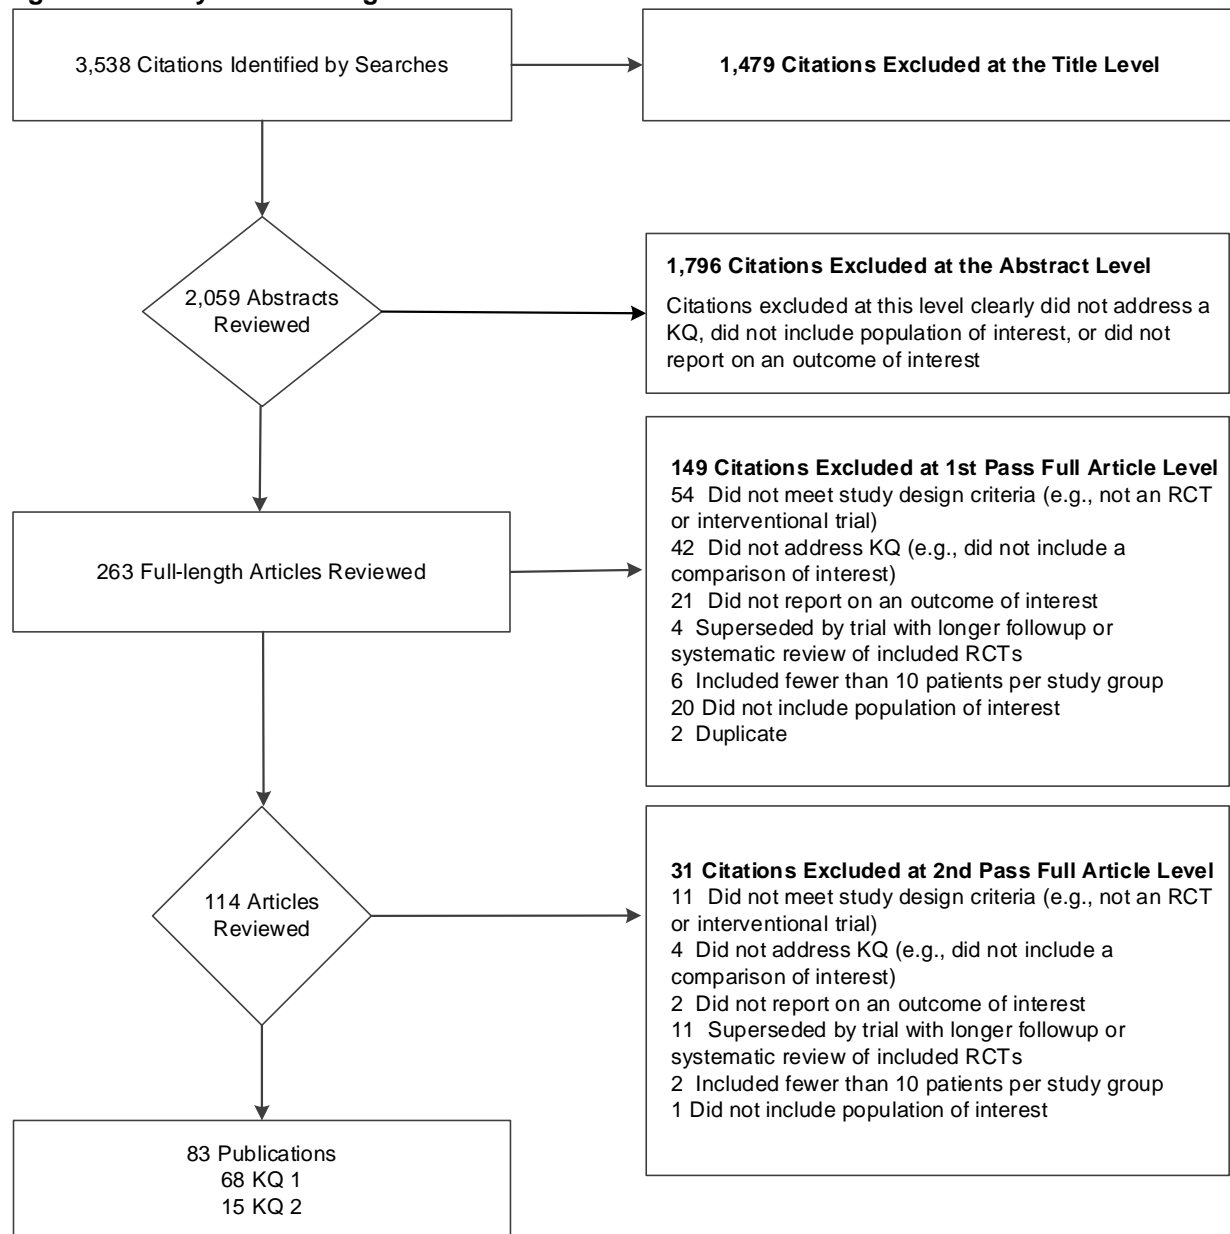 3,538 Citations Identified by Searches
1,479 Citations Excluded at the Title Level
2,059 Abstracts
Reviewed
1,796 Citations Excluded at the Abstract Level
Citations excluded at this level clearly did not address a
KQ, did not include population of interest, or did not
report on an outcome of interest
263 Full-length Articles Reviewed
149 Citations Excluded at 1st Pass Full Article Level
54 Did not meet study design criteria (e.g., not an RCT
or interventional trial)
42 Did not address KQ (e.g., did not include a
comparison of interest)
21 Did not report on an outcome of interest
4 Superseded by trial with longer followup or
systematic review of included RCTs
6 Included fewer than 10 patients per study group
20 Did not include population of interest
2 Duplicate
114 Articles
Reviewed
31 Citations Excluded at 2nd Pass Full Article Level
11 Did not meet study design criteria (e.g., not an RCT
or interventional trial)
4 Did not address KQ (e.g., did not include a
comparison of interest)
2 Did not report on an outcome of interest
11 Superseded by trial with longer followup or
systematic review of included RCTs
2 Included fewer than 10 patients per study group
1 Did not include population of interest
83 Publications
68 KQ 1
15 KQ 2